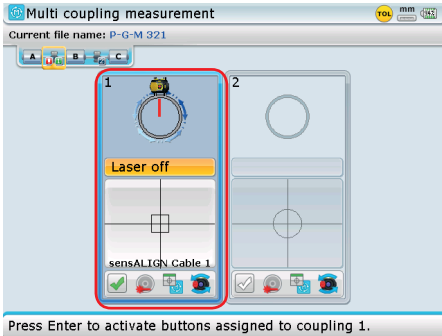 Multi coupling measurement
TOL
mm
Current file name: P-G-M 321
A
B
C
1
2
Laser off
sensALIGN Cable 1
Press Enter to activate buttons assigned to coupling 1.